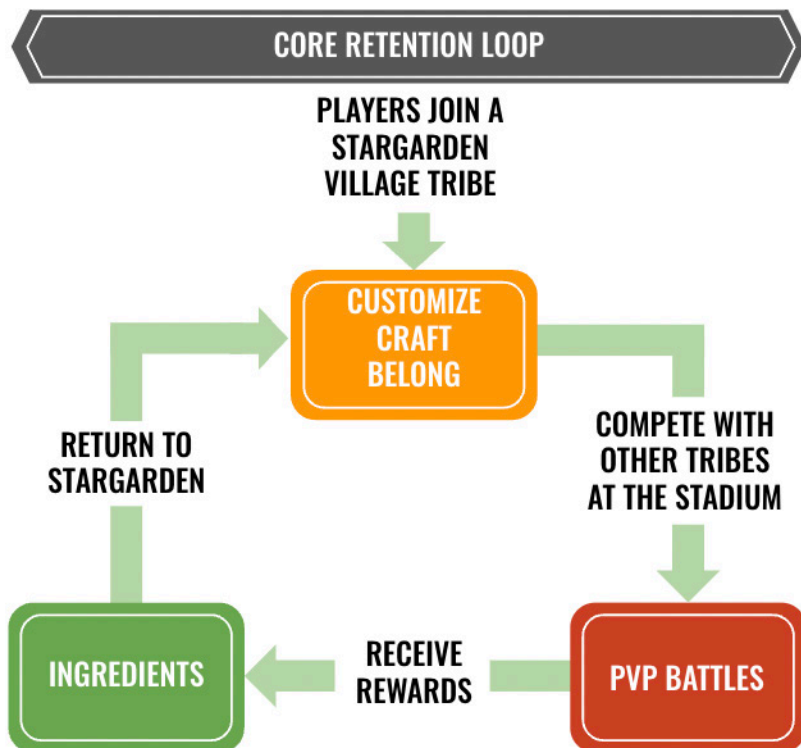 CORE RETENTION LOOP
PLAYERS JOIN A
STARGARDEN
VILLAGE TRIBE
CUSTOMIZE
CRAFT
BELONG
COMPETE WITH
OTHER TRIBES
AT THE STADIUM
PVP BATTLES
RECEIVE
REWARDS
INGREDIENTS
RETURN TO
STARGARDEN